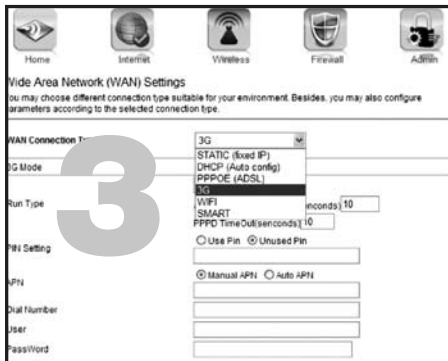 Home Internet Wireless Firewall Admin
Wide Area Network (WAN) Settings
You may choose different connection type suitable for your environment. Besides, you may also configure
parameters according to the selected connection type.
WAN Connection Type 3G
STATIC (fixed IP)
DHCP (Auto config)
PPPOE (ADSL)
3G Mode 3G
WIFI
Run Type 10
SMART
PPPD TimeOut(senconds) 10
PIN Setting Use Pin Unused Pin
APN Manual APN Auto APN
Dial Number
User
PassWord
3